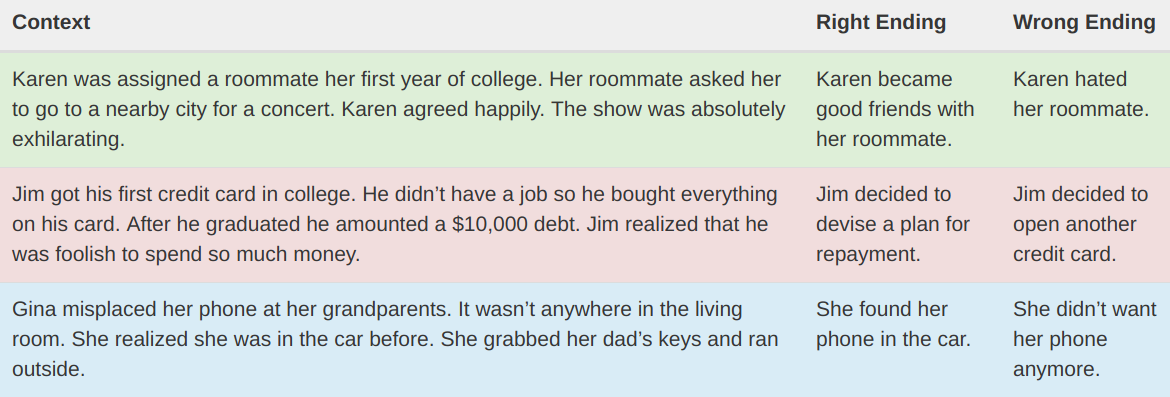 Context Right Ending Wrong Ending
Karen was assigned a roommate her first year of college. Her roommate asked her
to go to a nearby city for a concert. Karen agreed happily. The show was absolutely
exhilarating.
Karen became
good friends with
her roommate.
Karen hated
her roommate.
Jim got his first credit card in college. He didn’t have a job so he bought everything
on his card. After he graduated he amounted a $10,000 debt. Jim realized that he
was foolish to spend so much money.
Jim decided to
devise a plan for
repayment.
Jim decided to
open another
credit card.
Gina misplaced her phone at her grandparents. It wasn’t anywhere in the living
room. She realized she was in the car before. She grabbed her dad’s keys and ran
outside.
She found her
phone in the car.
She didn’t want
her phone
anymore.